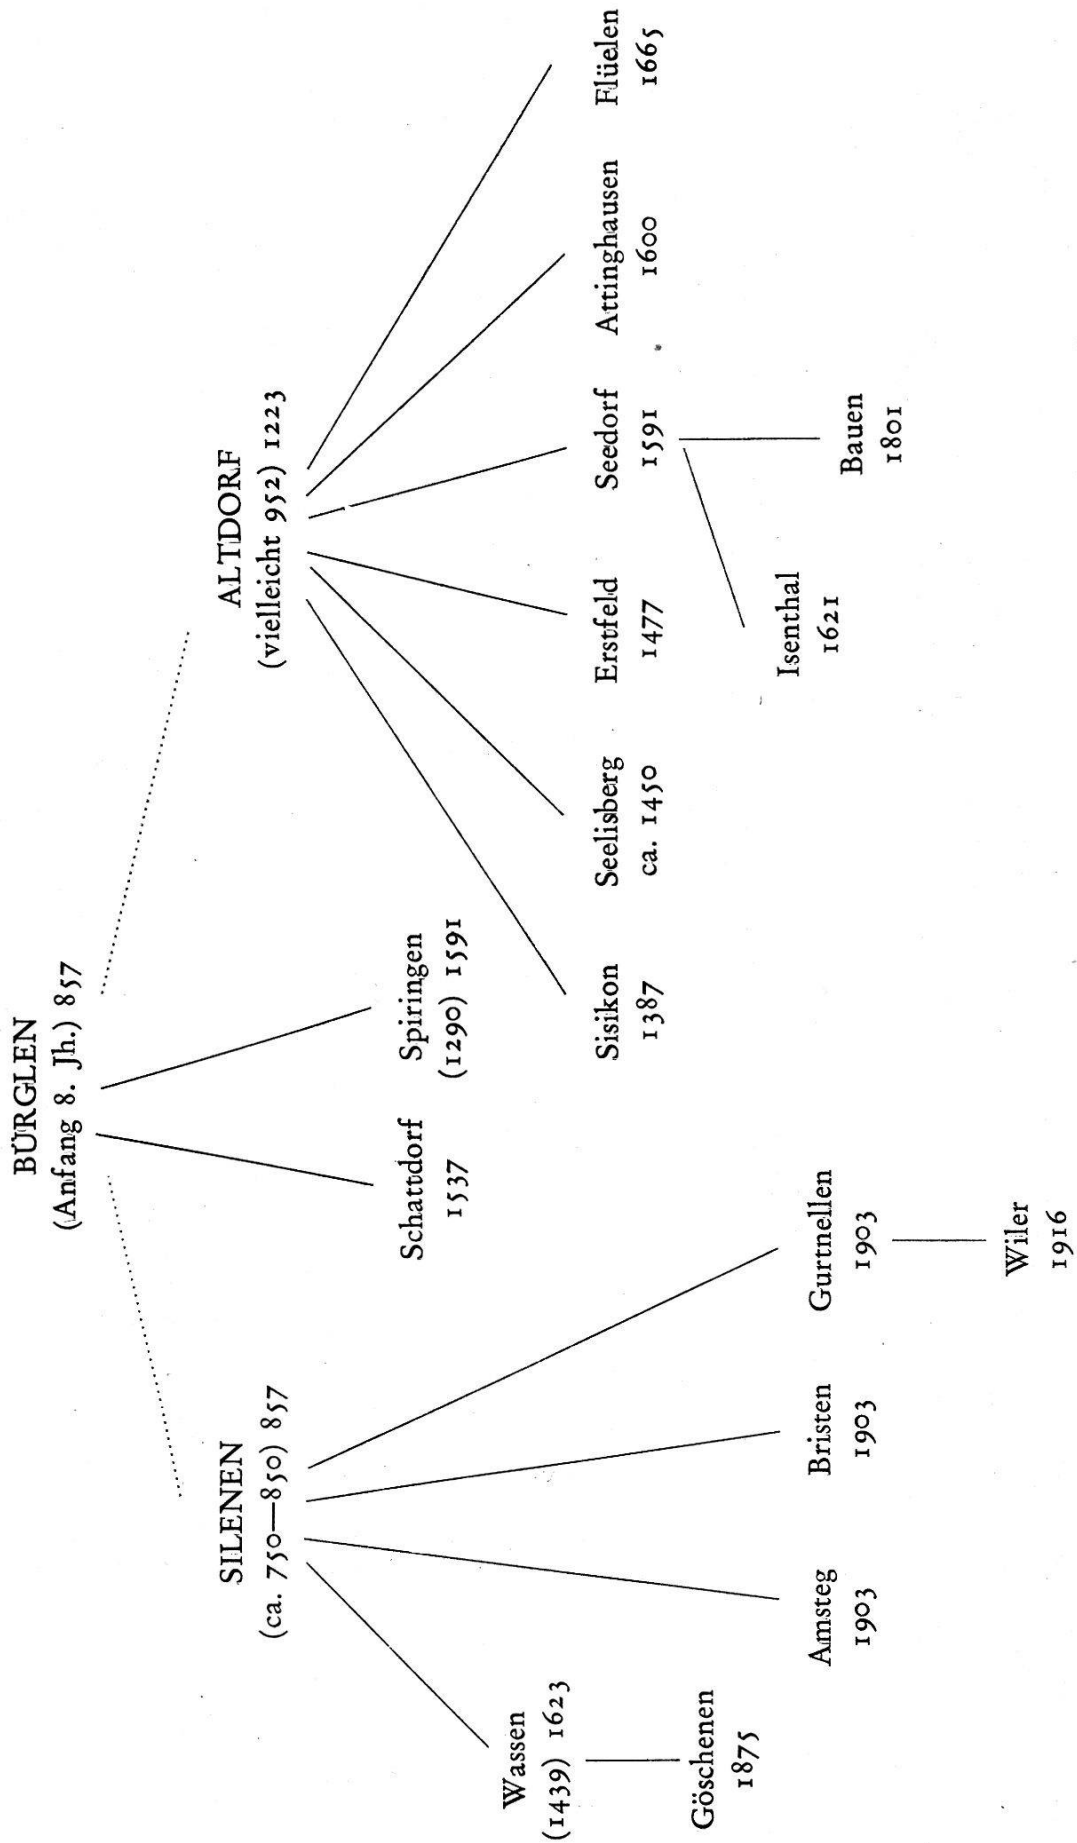 BÜRGLEN
(Anfang 8. Jh.) 857
SILENEN
(ca. 750—850) 857
ALTDORF
(vielleicht 952) 1223
Schattdorf
1537
Spiringen
(1290) 1591
Wassen
(1439) 1623
Göschenen
1875
Amsteg
1903
Bristen
1903
Gurtnellen
1903
Wiler
1916
Sisikon
1387
Seelisberg
ca. 1450
Erstfeld
1477
Seedorf
1591
Attinghausen
1600
Flüelen
1665
Isenthal
1621
Bauen
1801